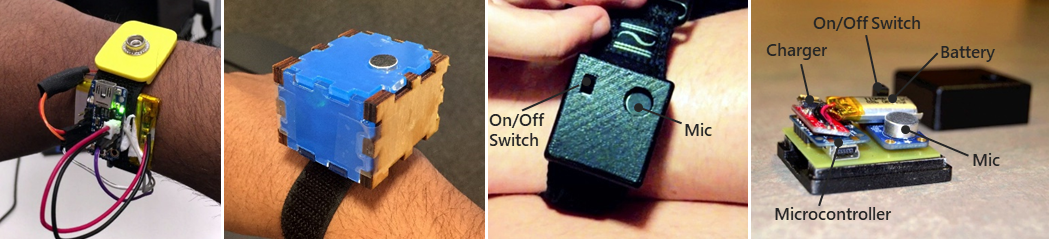 On/Off
Switch
Mic
On/Off Switch
Charger
Battery
Mic
Microcontroller